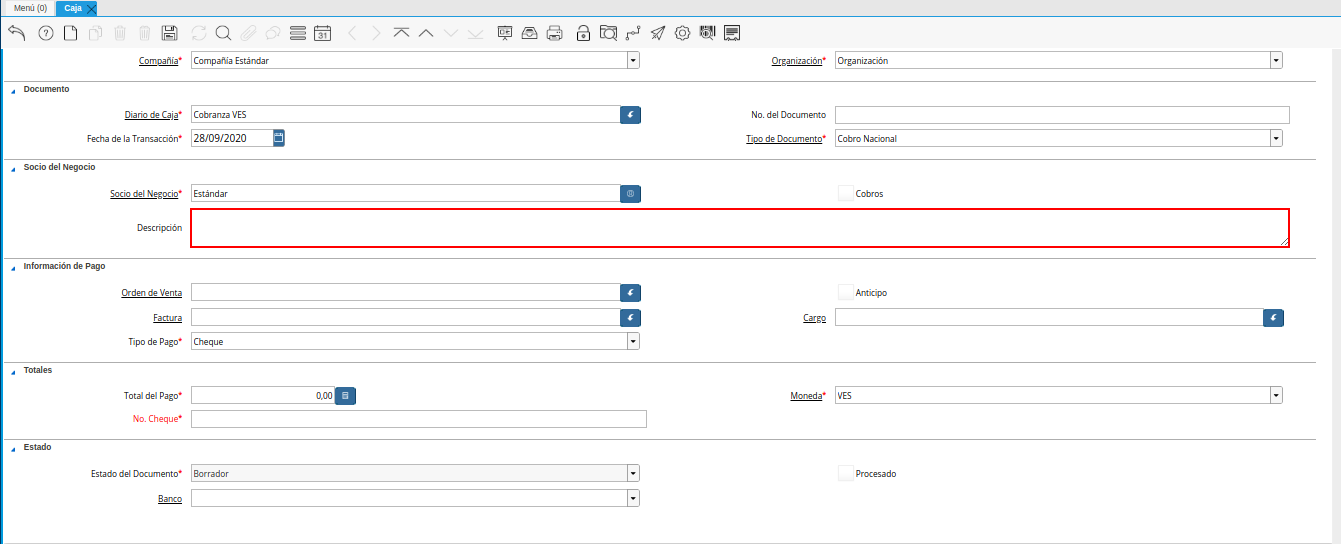 Menú (0) Caja
31
Compañía* Compañía Estándar Organización* Organización
Documento
Diario de Caja* Cobranza VES No. del Documento
Fecha de la Transacción* 28/09/2020 Tipo de Documento* Cobro Nacional
Socio del Negocio
Socio del Negocio* Estándar Cobros
Descripción
Información de Pago
Orden de Venta Anticipo
Factura Cargo
Tipo de Pago* Cheque
Totales
Total del Pago* 0,00 Moneda* VES
No. Cheque*
Estado
Estado del Documento* Borrador Procesado
Banco